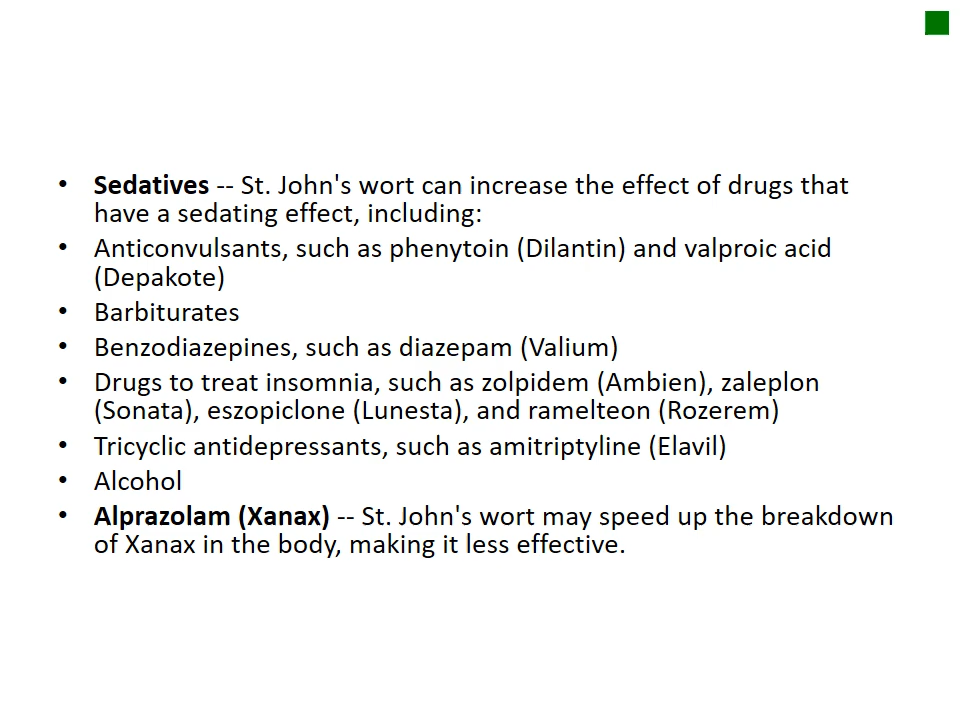 • Sedatives -- St. John's wort can increase the effect of drugs that
have a sedating effect, including:
• Anticonvulsants, such as phenytoin (Dilantin) and valproic acid
(Depakote)
• Barbiturates
• Benzodiazepines, such as diazepam (Valium)
• Drugs to treat insomnia, such as zolpidem (Ambien), zaleplon
(Sonata), eszopiclone (Lunesta), and ramelteon (Rozerem)
• Tricyclic antidepressants, such as amitriptyline (Elavil)
• Alcohol
• Alprazolam (Xanax) -- St. John's wort may speed up the breakdown
of Xanax in the body, making it less effective.